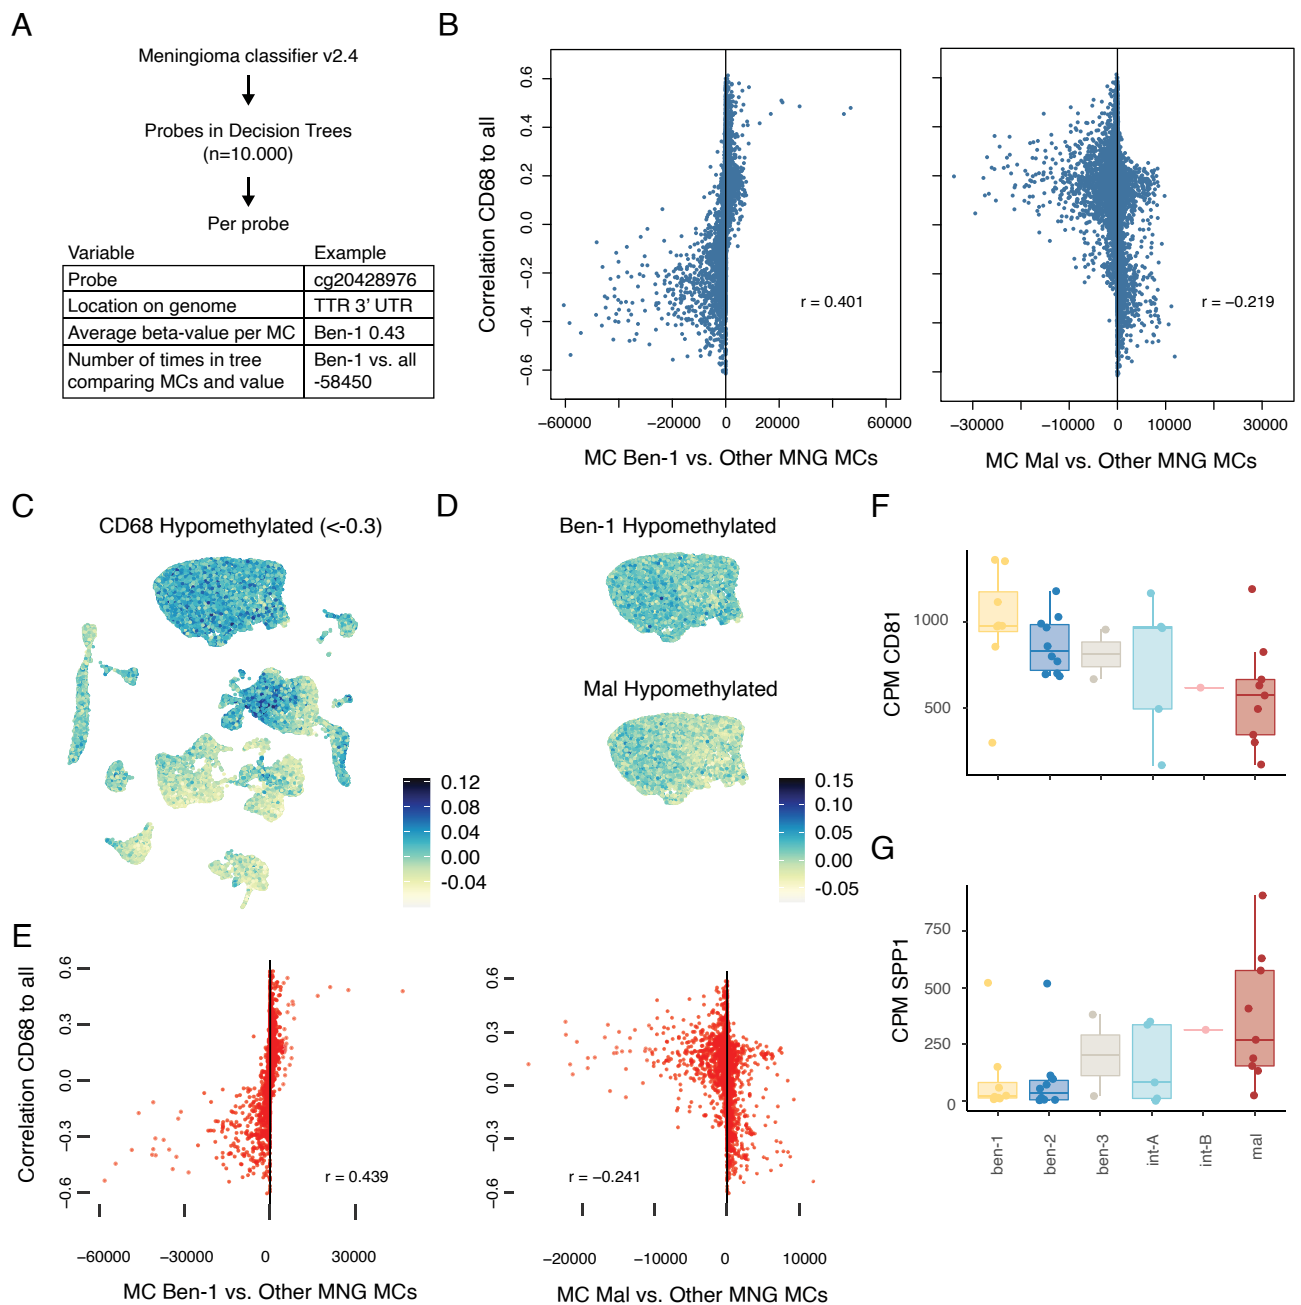 A
Meningioma classifier v2.4
Probes in Decision Trees
(n=10.000)
Per probe
Variable Example
Probe cg20428976
Location on genome TTR 3' UTR
Average beta-value per MC Ben-1 0.43
Number of times in tree Ben-1 vs. all
comparing MCs and value -58450
B
Correlation CD68 to all
0.6
0.4
0.2
0.0
−0.2
−0.4
−0.6
r = 0.401
−60000 −20000 0 20000 60000
MC Ben-1 vs. Other MNG MCs
r = −0.219
−30000 −10000 0 10000 30000
MC Mal vs. Other MNG MCs
C
CD68 Hypomethylated (<-0.3)
0.12
0.08
0.04
0.00
-0.04
D
Ben-1 Hypomethylated
Mal Hypomethylated
0.15
0.10
0.05
0.00
-0.05
E
Correlation CD68 to all
0.6
0.3
0.0
−0.3
−0.6
r = 0.439
−60000 −30000 0 30000
MC Ben-1 vs. Other MNG MCs
0.6
0.3
0.0
−0.3
−0.6
r = −0.241
−20000 −10000 0 10000
MC Mal vs. Other MNG MCs
F
CPM CD81
1000
500
G
CPM SPP1
750
500
250
0
ben-1 ben-2 ben-3 int-A int-B mal